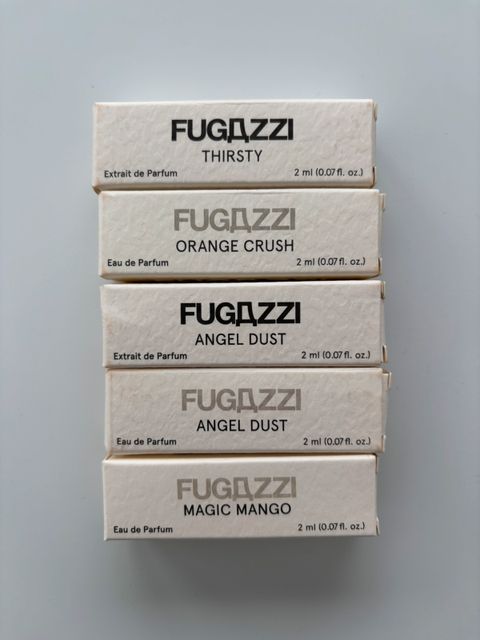 FUGAZZI
THIRSTY
Extrait de Parfum 2 ml (0.07 fl. oz.)
FUGAZZI
ORANGE CRUSH
Eau de Parfum 2 ml (0.07 fl. oz.)
FUGAZZI
ANGEL DUST
Extrait de Parfum 2 ml (0.07 fl. oz.)
FUGAZZI
ANGEL DUST
Eau de Parfum 2 ml (0.07 fl. oz.)
FUGAZZI
MAGIC MANGO
Eau de Parfum 2 ml (0.07 fl. oz.)